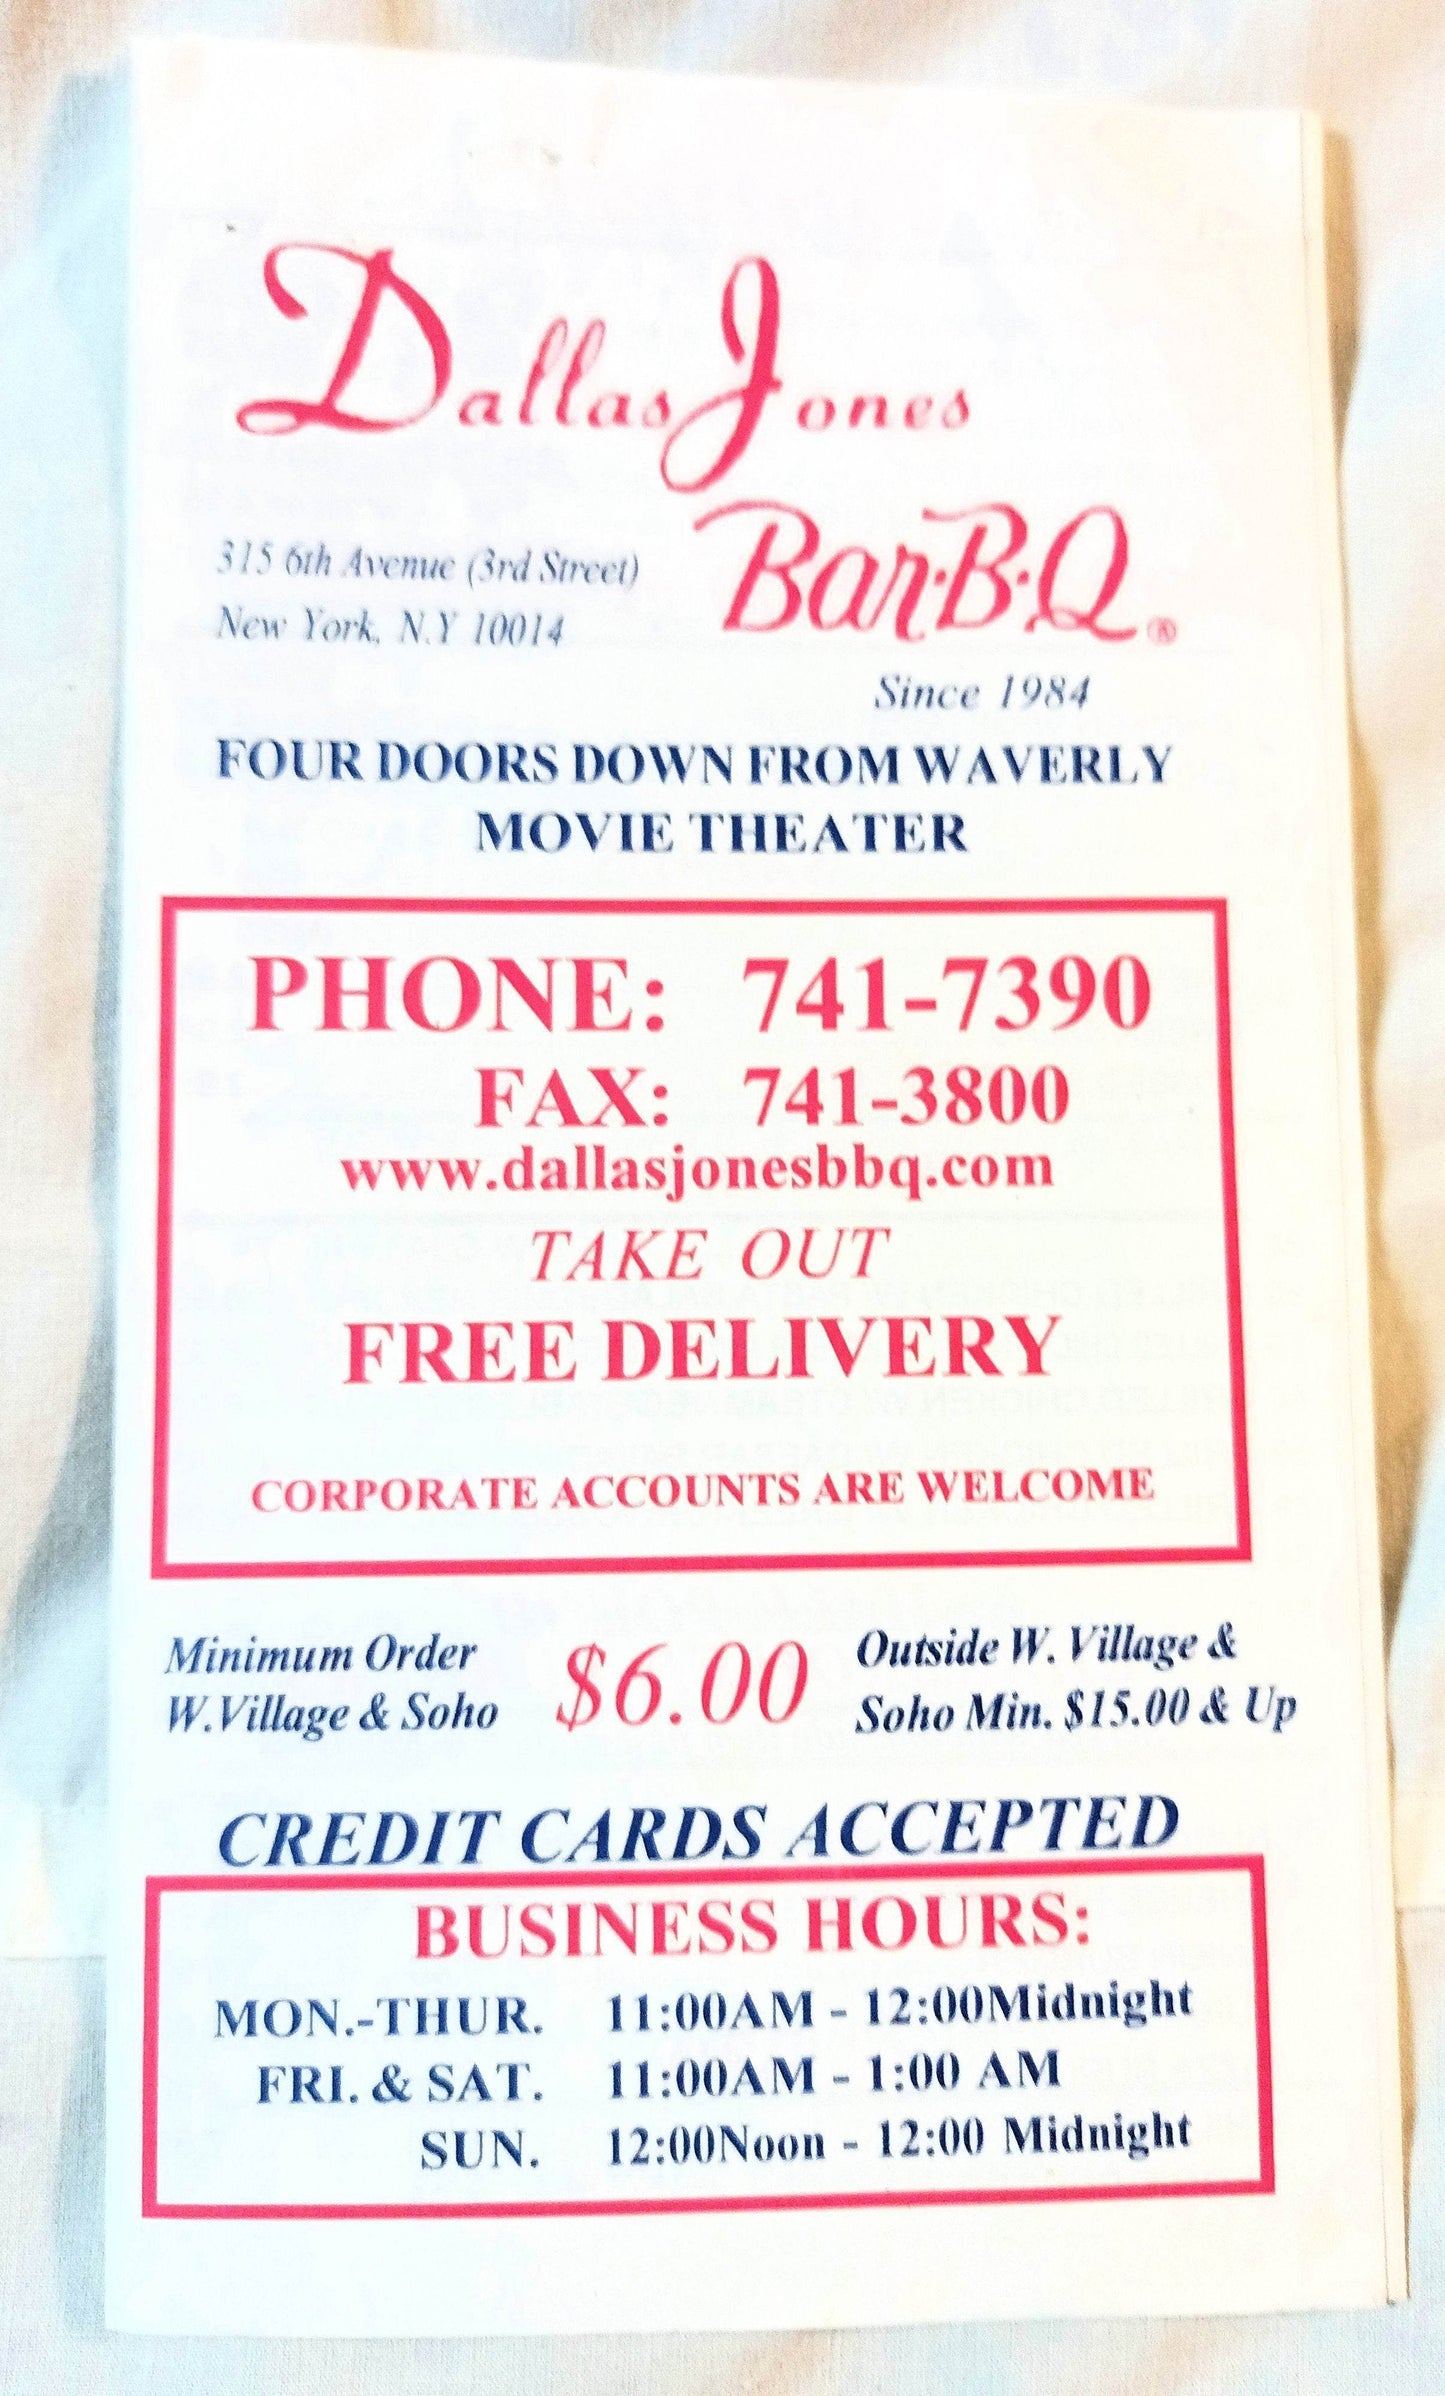 Dallas Jones
Bar·B·Q®
315 6th Avenue (3rd Street)
New York, N.Y 10014
Since 1984
FOUR DOORS DOWN FROM WAVERLY
MOVIE THEATER
PHONE: 741-7390
FAX: 741-3800
www.dallasjonesbbq.com
TAKE OUT
FREE DELIVERY
CORPORATE ACCOUNTS ARE WELCOME
Minimum Order
W.Village & Soho
$6.00
Outside W. Village &
Soho Min. $15.00 & Up
CREDIT CARDS ACCEPTED
BUSINESS HOURS:
MON.-THUR. 11:00AM - 12:00Midnight
FRI. & SAT. 11:00AM - 1:00 AM
SUN. 12:00Noon - 12:00 Midnight